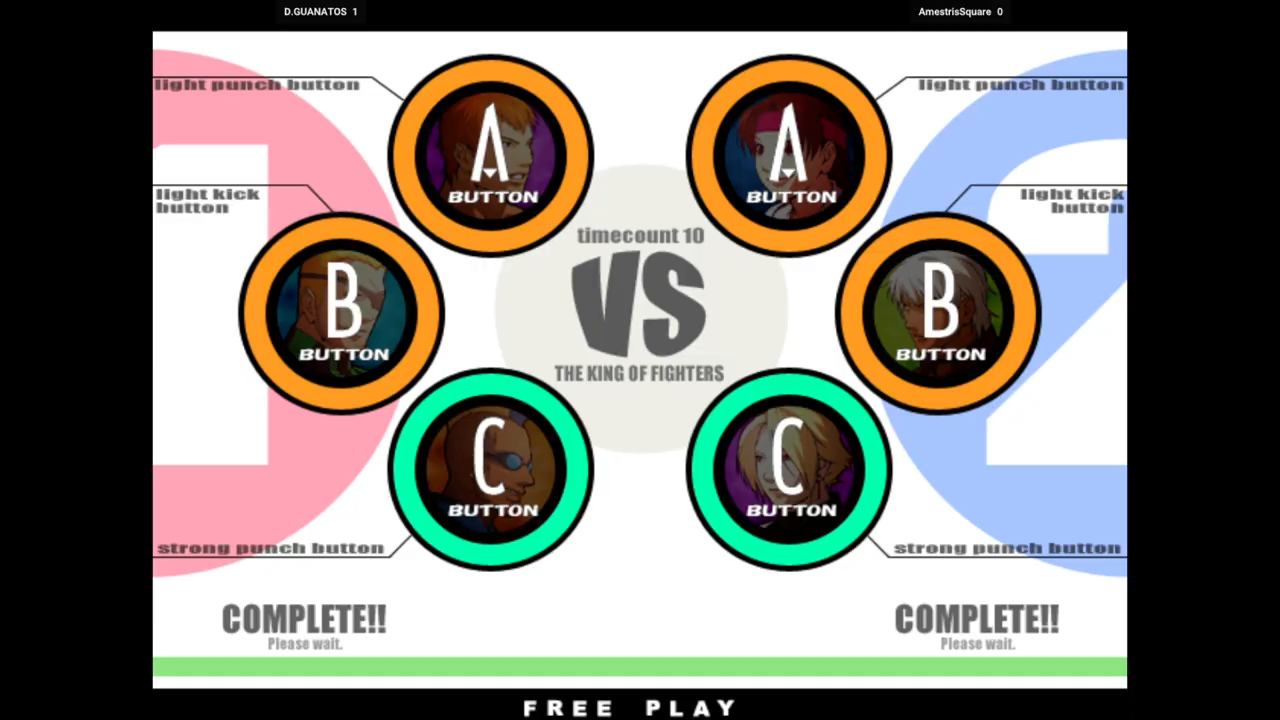 D.GUANATOS 1
AmestrisSquare 0
light punch button
light punch button
A
BUTTON
A
BUTTON
light kick
button
light kick
button
timecount 10
VS
THE KING OF FIGHTERS
1
2
B
BUTTON
B
BUTTON
C
BUTTON
C
BUTTON
strong punch button
strong punch button
COMPLETE!!
Please wait.
COMPLETE!!
Please wait.
FREE PLAY